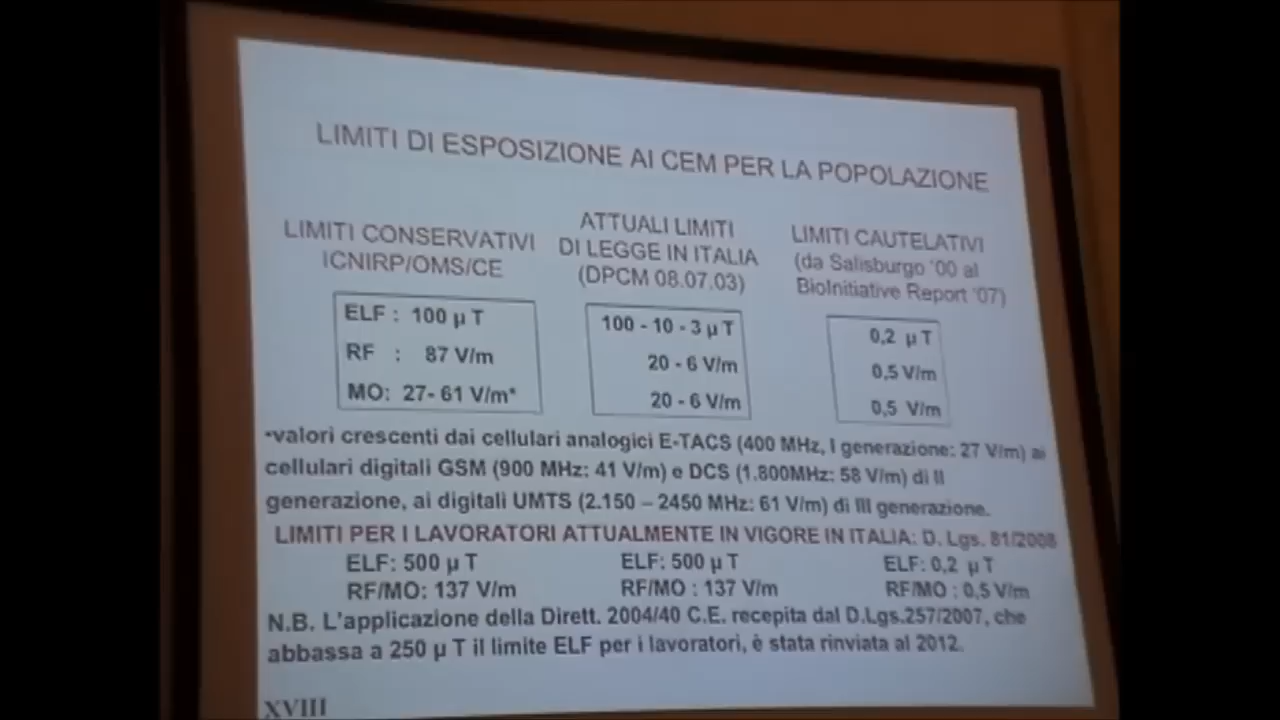 LIMITI DI ESPOSIZIONE AI CEM PER LA POPOLAZIONE
LIMITI CONSERVATIVI
ICNIRP/OMS/CE
ELF : 100 µ T
RF : 87 V/m
MO: 27- 61 V/m*
ATTUALI LIMITI
DI LEGGE IN ITALIA
(DPCM 08.07.03)
100 - 10 - 3 µ T
20 - 6 V/m
20 - 6 V/m
LIMITI CAUTELATIVI
(da Salisburgo '00 al
BioInitiative Report '07)
0,2 µ T
0,5 V/m
0,5 V/m
*valori crescenti dai cellulari analogici E-TACS (400 MHz, I generazione: 27 V/m) ai
cellulari digitali GSM (900 MHz: 41 V/m) e DCS (1.800MHz: 58 V/m) di II
generazione, ai digitali UMTS (2.150 – 2450 MHz: 61 V/m) di III generazione.
LIMITI PER I LAVORATORI ATTUALMENTE IN VIGORE IN ITALIA: D. Lgs. 81/2008
ELF: 500 µ T ELF: 500 µ T ELF: 0,2 µ T
RF/MO: 137 V/m RF/MO : 137 V/m RF/MO : 0,5 V/m
N.B. L'applicazione della Dirett. 2004/40 C.E. recepita dal D.Lgs.257/2007, che
abbassa a 250 µ T il limite ELF per i lavoratori, è stata rinviata al 2012.
XVIII